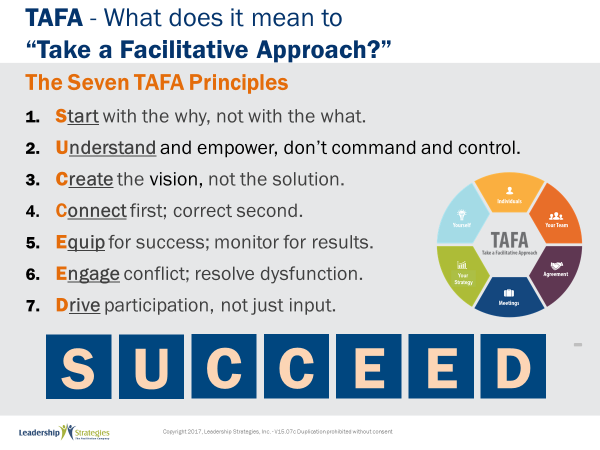 TAFA - What does it mean to
“Take a Facilitative Approach?”
The Seven TAFA Principles
1. Start with the why, not with the what.
2. Understand and empower, don’t command and control.
3. Create the vision, not the solution.
4. Connect first; correct second.
5. Equip for success; monitor for results.
6. Engage conflict; resolve dysfunction.
7. Drive participation, not just input.
Individuals
Yourself
Your Team
TAFA
Take a Facilitative Approach
Your
Strategy
Agreement
Meetings
S U C C E E D
Leadership Strategies
The Facilitation Company
Copyright 2017, Leadership Strategies, Inc. - v15.07c Duplication prohibited without consent